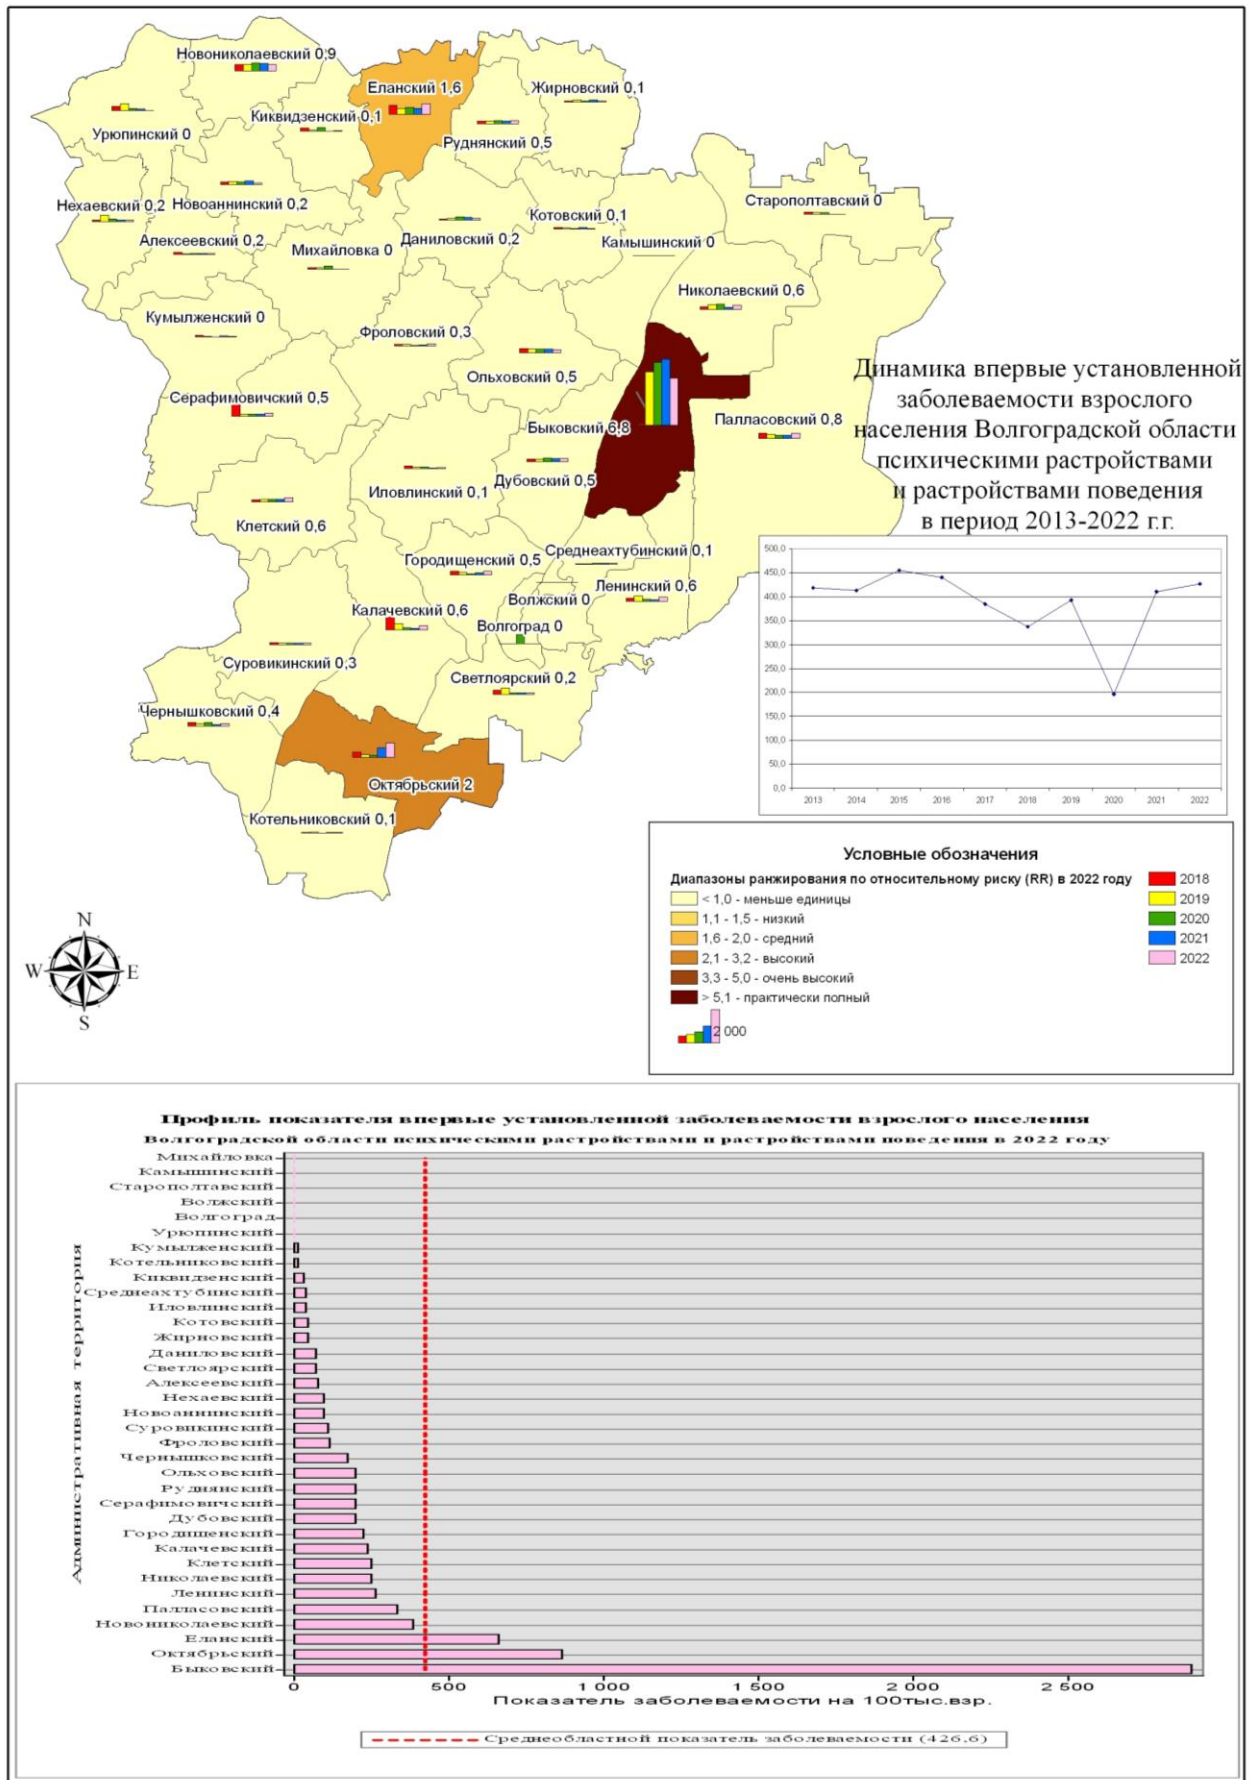 Новониколаевский 0,9
Еланский 1,6
Жирновский 0,1
Киквидзенский 0,1
Урюпинский 0
Руднянский 0,5
Нехаевский 0,2
Новоаннинский 0,2
Старополтавский 0
Котовский 0,1
Алексеевский 0,2
Даниловский 0,2
Камышинский 0
Михайловка 0
Николаевский 0,6
Кумылженский 0
Фроловский 0,3
Ольховский 0,5
Серафимовичский 0,5
Палласовский 0,8
Быковский 6,8
Дубовский 0,5
Иловлинский 0,1
Клетский 0,6
Среднеахтубинский 0,1
Городищенский 0,5
Ленинский 0,6
Волжский 0
Калачевский 0,6
Волгоград 0
Суровикинский 0,3
Светлоярский 0,2
Чернышковский 0,4
Октябрьский 2
Котельниковский 0,1
Динамика впервые установленной
заболеваемости взрослого
населения Волгоградской области
психическими растройствами
и растройствами поведения
в период 2013-2022 г.г.
500,0
450,0
400,0
350,0
300,0
250,0
200,0
150,0
100,0
50,0
0,0
2013 2014 2015 2016 2017 2018 2019 2020 2021 2022
Условные обозначения
Диапазоны ранжирования по относительному риску (RR) в 2022 году
< 1,0 - меньше единицы
1,1 - 1,5 - низкий
1,6 - 2,0 - средний
2,1 - 3,2 - высокий
3,3 - 5,0 - очень высокий
> 5,1 - практически полный
2 000
2018
2019
2020
2021
2022
N
W E
S
Профиль показателя впервые установленной заболеваемости взрослого населения
Волгоградской области психическими растройствами и растройствами поведения в 2022 году
Административная территория
Михайловка
Камышинский
Старополтавский
Волжский
Волгоград
Урюпинский
Кумылженский
Котельниковский
Киквидзенский
Среднеахтубинский
Иловлинский
Котовский
Жирновский
Даниловский
Светлоярский
Алексеевский
Нехаевский
Новоаннинский
Суровикинский
Фроловский
Чернышковский
Ольховский
Руднянский
Серафимовичский
Дубовский
Городишенский
Калачевский
Клетский
Николаевский
Ленинский
Палласовский
Новониколаевский
Еланский
Октябрьский
Быковский
0 500 1 000 1 500 2 000 2 500
Показатель заболеваемости на 100тыс.взр.
Среднеобластной показатель заболеваемости (426,6)